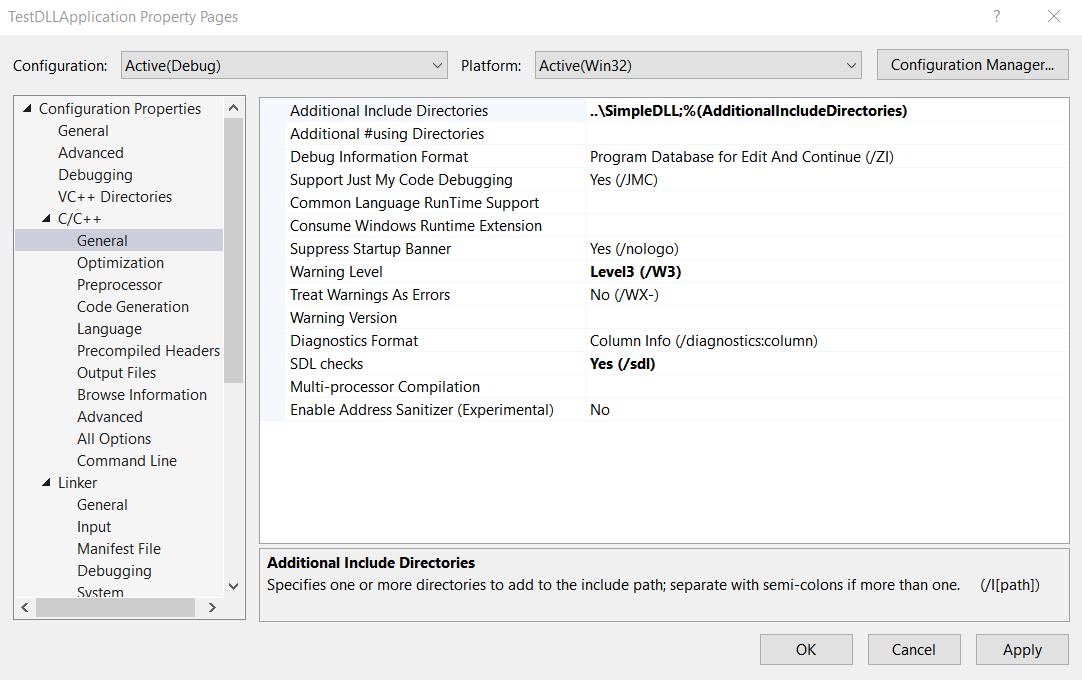 TestDLLApplication Property Pages
?
Configuration: Active(Debug) Platform: Active(Win32) Configuration Manager...
Configuration Properties
General
Advanced
Debugging
VC++ Directories
C/C++
General
Optimization
Preprocessor
Code Generation
Language
Precompiled Headers
Output Files
Browse Information
Advanced
All Options
Command Line
Linker
General
Input
Manifest File
Debugging
System
Additional Include Directories ..\SimpleDLL;%(AdditionalIncludeDirectories)
Additional #using Directories
Debug Information Format Program Database for Edit And Continue (/ZI)
Support Just My Code Debugging Yes (/JMC)
Common Language RunTime Support
Consume Windows Runtime Extension
Suppress Startup Banner Yes (/nologo)
Warning Level Level3 (/W3)
Treat Warnings As Errors No (/WX-)
Warning Version
Diagnostics Format Column Info (/diagnostics:column)
SDL checks Yes (/sdl)
Multi-processor Compilation
Enable Address Sanitizer (Experimental) No
Additional Include Directories
Specifies one or more directories to add to the include path; separate with semi-colons if more than one. (/I[path])
OK Cancel Apply